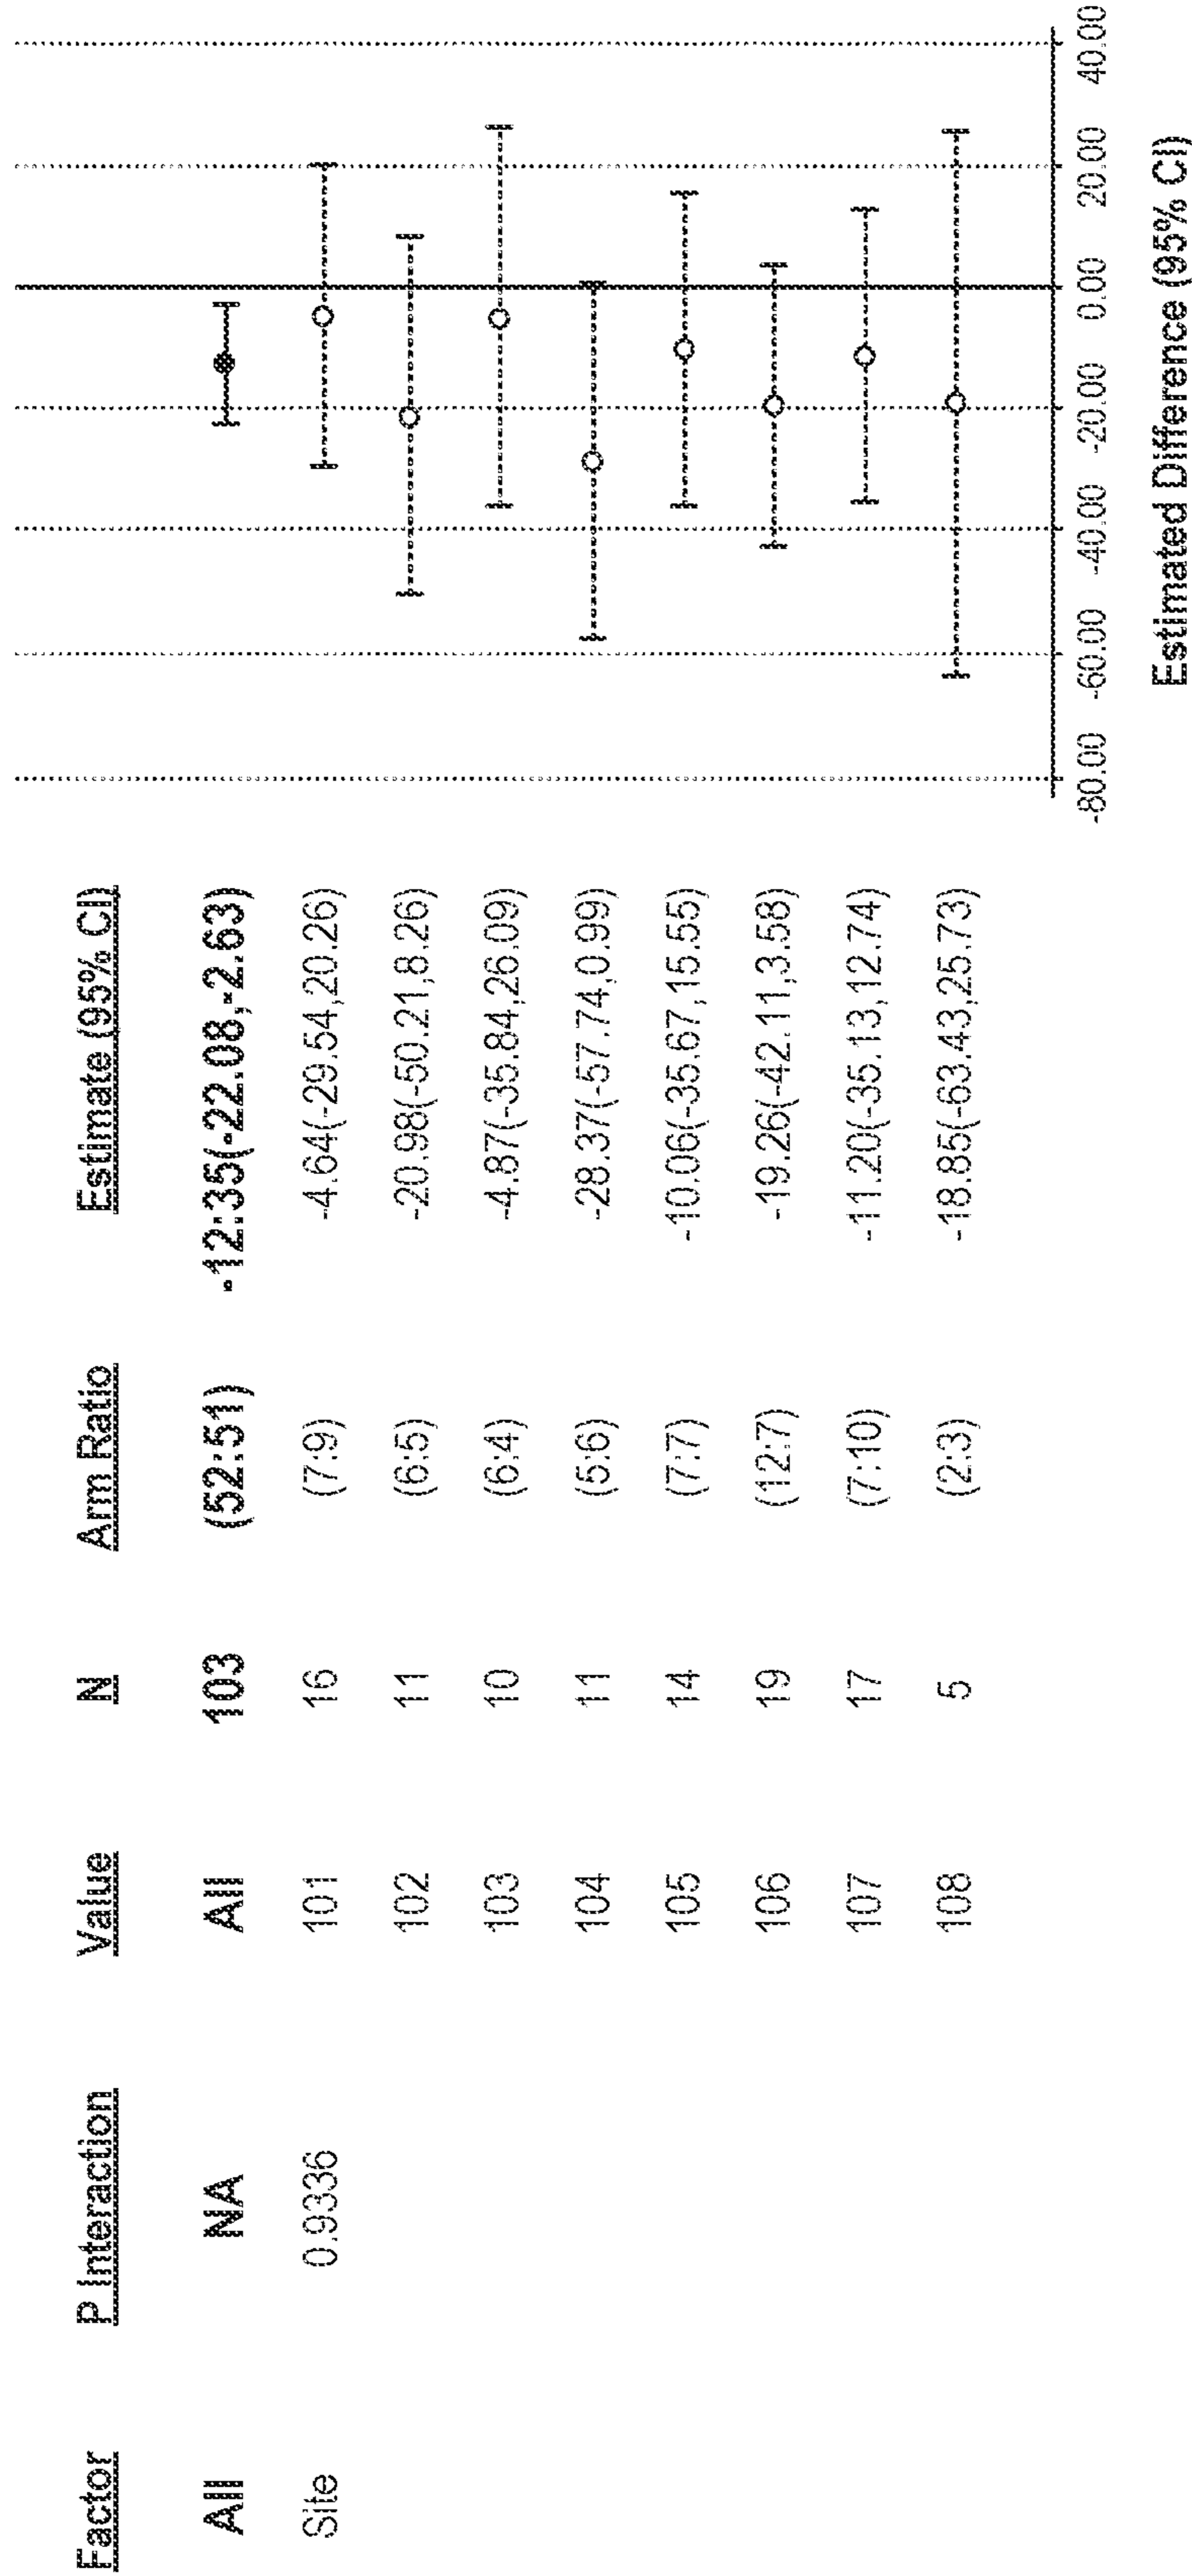 Factor P Interaction Value N Arm Ratio Estimate (95% CI)
All NA All 103 (52:51) -12.35(-22.08,-2.63)
Site 0.9336 101 16 (7:9) -4.64(-29.54,20.26)
102 11 (6:5) -20.98(-50.21,8.26)
103 10 (6:4) -4.87(-35.84,26.09)
104 11 (5:6) -28.37(-57.74,0.99)
105 14 (7:7) -10.06(-35.67,15.55)
106 19 (12:7) -19.26(-42.11,3.58)
107 17 (7:10) -11.20(-35.13,12.74)
108 5 (2:3) -18.85(-63.43,25.73)
-80.00 -60.00 -40.00 -20.00 0.00 20.00 40.00
Estimated Difference (95% CI)